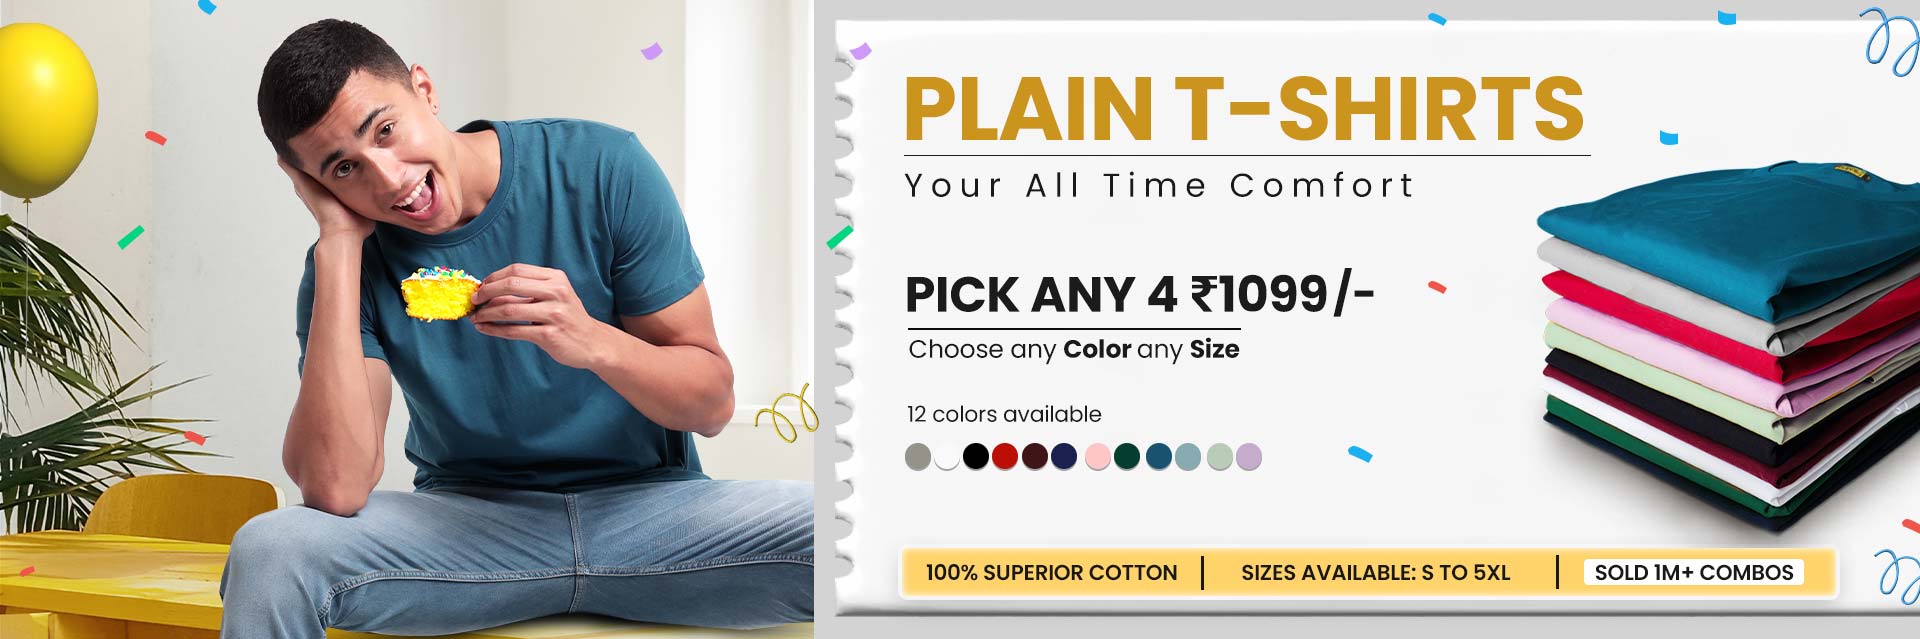 PLAIN T-SHIRTS
Your All Time Comfort
PICK ANY 4 ₹1099/-
Choose any Color any Size
12 colors available
100% SUPERIOR COTTON | SIZES AVAILABLE: S TO 5XL | SOLD 1M+ COMBOS